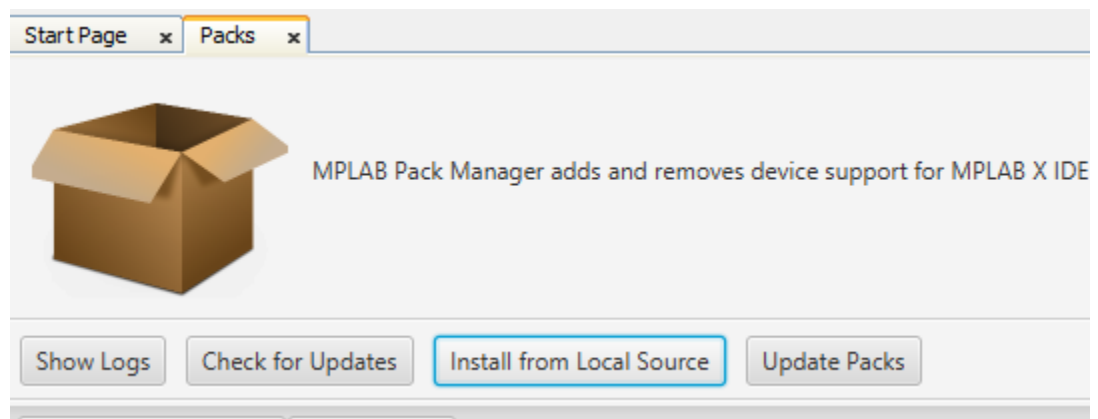 Start Page x Packs x
MPLAB Pack Manager adds and removes device support for MPLAB X IDE
Show Logs Check for Updates Install from Local Source Update Packs